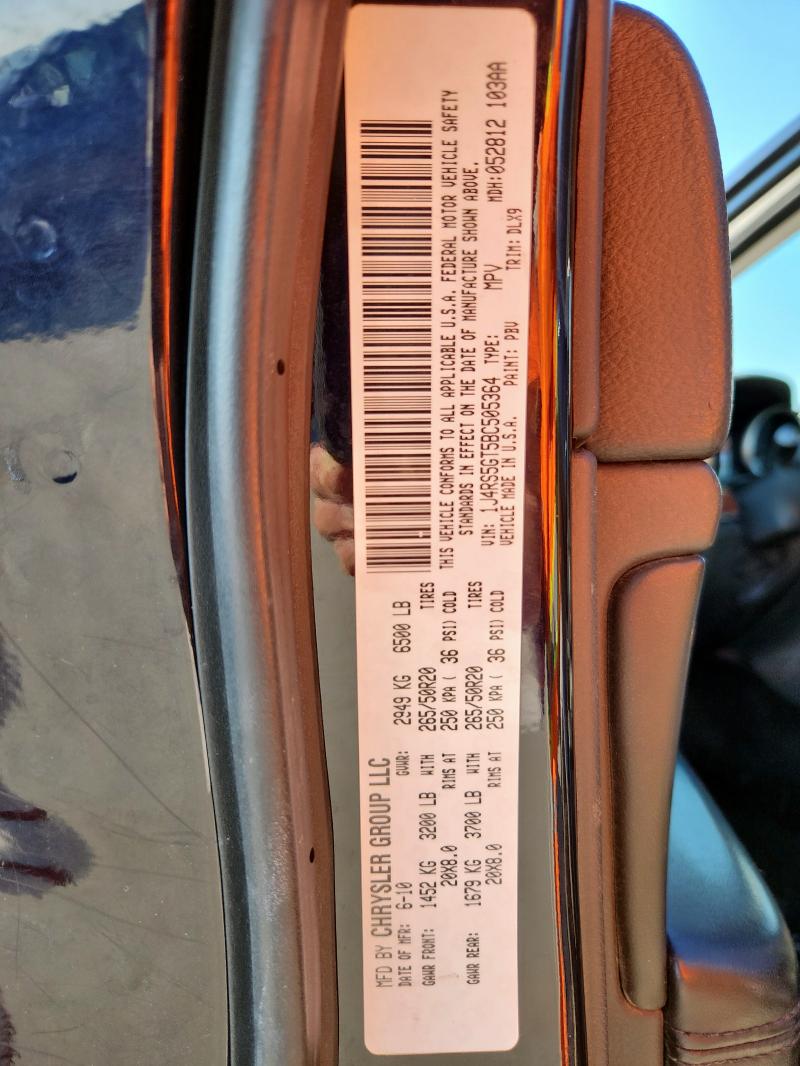 MFD BY CHRYSLER GROUP LLC
DATE OF MFR: 6-10 GVWR: 2949 KG 6500 LB
GAWR FRONT: 1452 KG 3200 LB WITH 265/50R20 TIRES
20X8.0 RIMS AT 250 KPA ( 36 PSI) COLD
GAWR REAR: 1679 KG 3700 LB WITH 265/50R20 TIRES
20X8.0 RIMS AT 250 KPA ( 36 PSI) COLD
THIS VEHICLE CONFORMS TO ALL APPLICABLE U.S.A. FEDERAL MOTOR VEHICLE SAFETY
STANDARDS IN EFFECT ON THE DATE OF MANUFACTURE SHOWN ABOVE.
VIN: 1J4RS5GT5BC505364 TYPE: MPV MDH:052812 103AA
VEHICLE MADE IN U.S.A. PAINT: PBV TRIM: DLX9